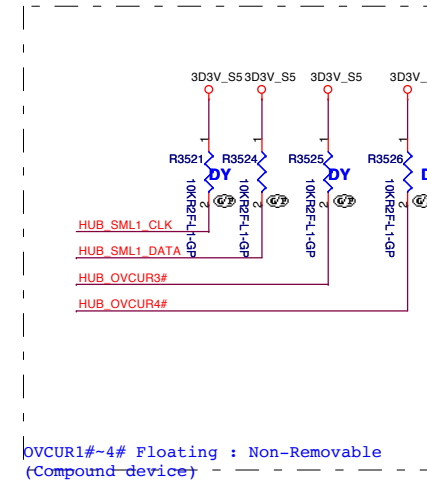 3D3V_S5 3D3V_S5 3D3V_S5 3D3V_
1 1 1 1
R3521 R3524 R3525 R3526
DY DY D
10KR2F-L1-GP 10KR2F-L1-GP 10KR2F-L1-GP 10KR2F-L1-GP
2 2 2 2
HUB_SML1_CLK
HUB_SML1_DATA
HUB_OVCUR3#
HUB_OVCUR4#
OVCUR1#~4# Floating : Non-Removable
(Compound device)